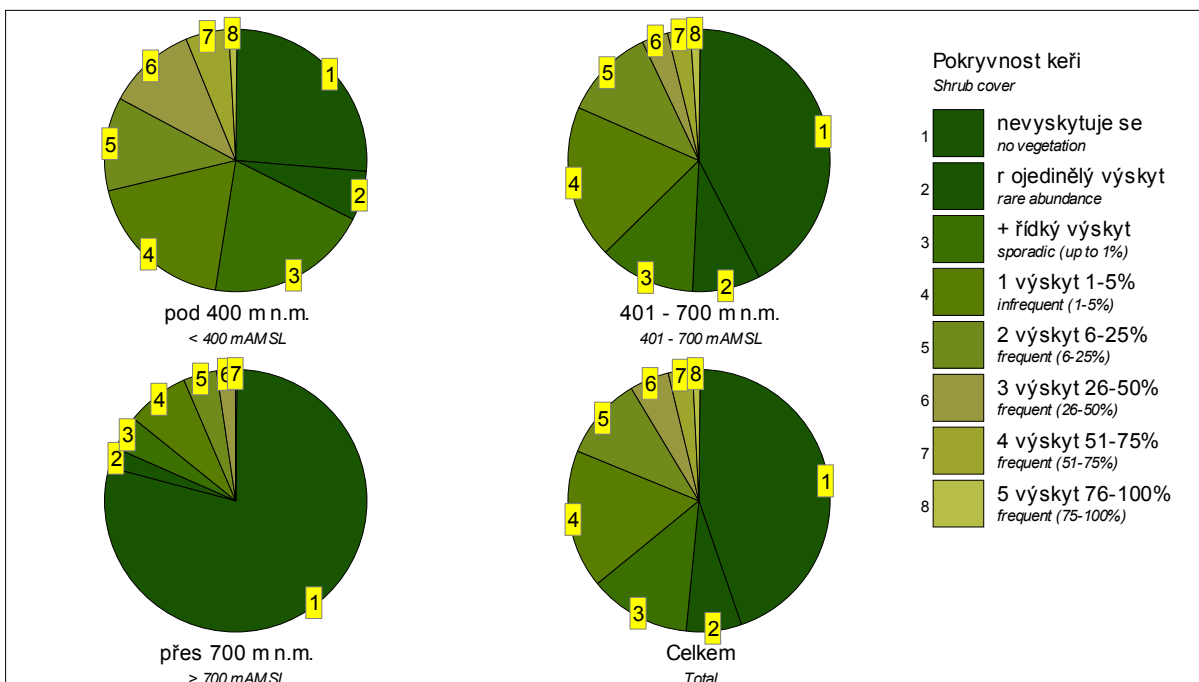 8
7
1
6
5
2
4
3
pod 400 m n.m.
< 400 mAMSL
8
7
6
5
1
4
3
2
401 - 700 m n.m.
401 - 700 mAMSL
7
6
5
4
3
2
1
přes 700 m n.m.
> 700 mAMSL
8
7
6
5
1
4
3
2
Celkem
Total
Pokryvnost keři
Shrub cover
1 nevyskytuje se
no vegetation
2 r ojedinělý výskyt
rare abundance
3 + řídký výskyt
sporadic (up to 1%)
4 1 výskyt 1-5%
infrequent (1-5%)
5 2 výskyt 6-25%
frequent (6-25%)
6 3 výskyt 26-50%
frequent (26-50%)
7 4 výskyt 51-75%
frequent (51-75%)
8 5 výskyt 76-100%
frequent (75-100%)